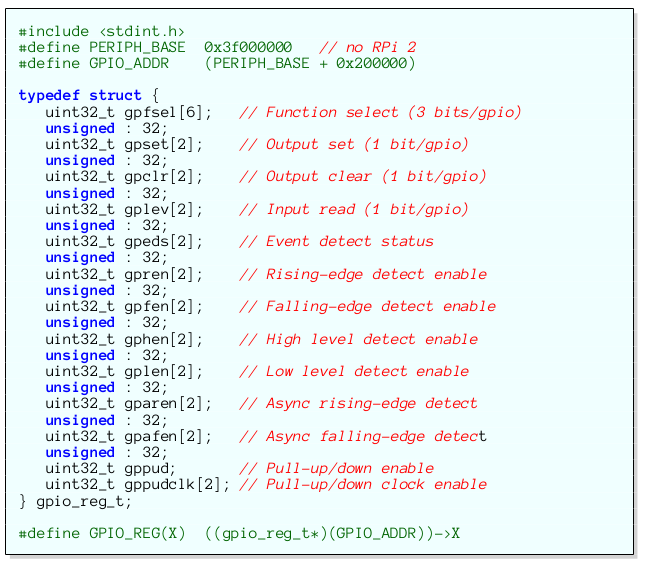 #include <stdint.h>
#define PERIPH_BASE  0x3f000000   // no RPi 2
#define GPIO_ADDR    (PERIPH_BASE + 0x200000)

typedef struct {
   uint32_t gpfsel[6];   // Function select (3 bits/gpio)
   unsigned : 32;
   uint32_t gpset[2];    // Output set (1 bit/gpio)
   unsigned : 32;
   uint32_t gpclr[2];    // Output clear (1 bit/gpio)
   unsigned : 32;
   uint32_t gplev[2];    // Input read (1 bit/gpio)
   unsigned : 32;
   uint32_t gpeds[2];    // Event detect status
   unsigned : 32;
   uint32_t gpren[2];    // Rising-edge detect enable
   unsigned : 32;
   uint32_t gpfen[2];    // Falling-edge detect enable
   unsigned : 32;
   uint32_t gphen[2];    // High level detect enable
   unsigned : 32;
   uint32_t gplen[2];    // Low level detect enable
   unsigned : 32;
   uint32_t gparen[2];   // Async rising-edge detect
   unsigned : 32;
   uint32_t gpafen[2];   // Async falling-edge detect
   unsigned : 32;
   uint32_t gppud;       // Pull-up/down enable
   uint32_t gppudclk[2]; // Pull-up/down clock enable
} gpio_reg_t;

#define GPIO_REG(X)  ((gpio_reg_t*)(GPIO_ADDR))->X